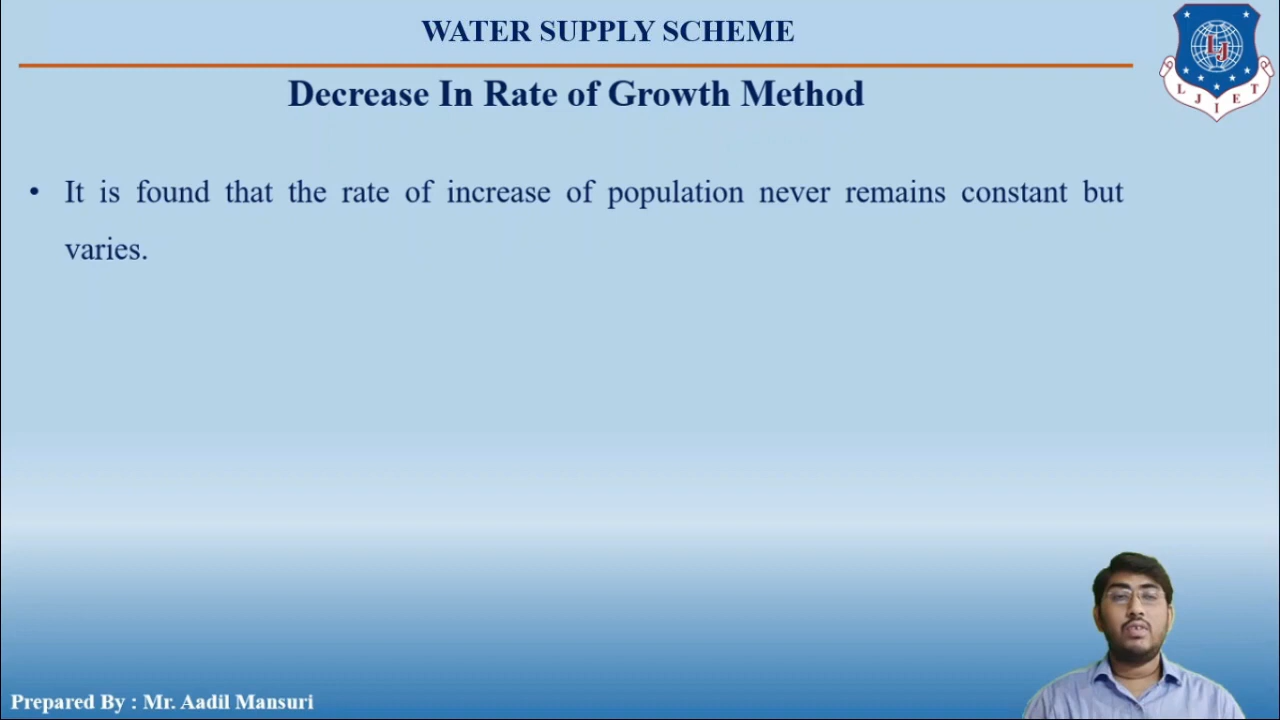 WATER SUPPLY SCHEME
Decrease In Rate of Growth Method
• It is found that the rate of increase of population never remains constant but
varies.
LJ
L J I E T
Prepared By : Mr. Aadil Mansuri